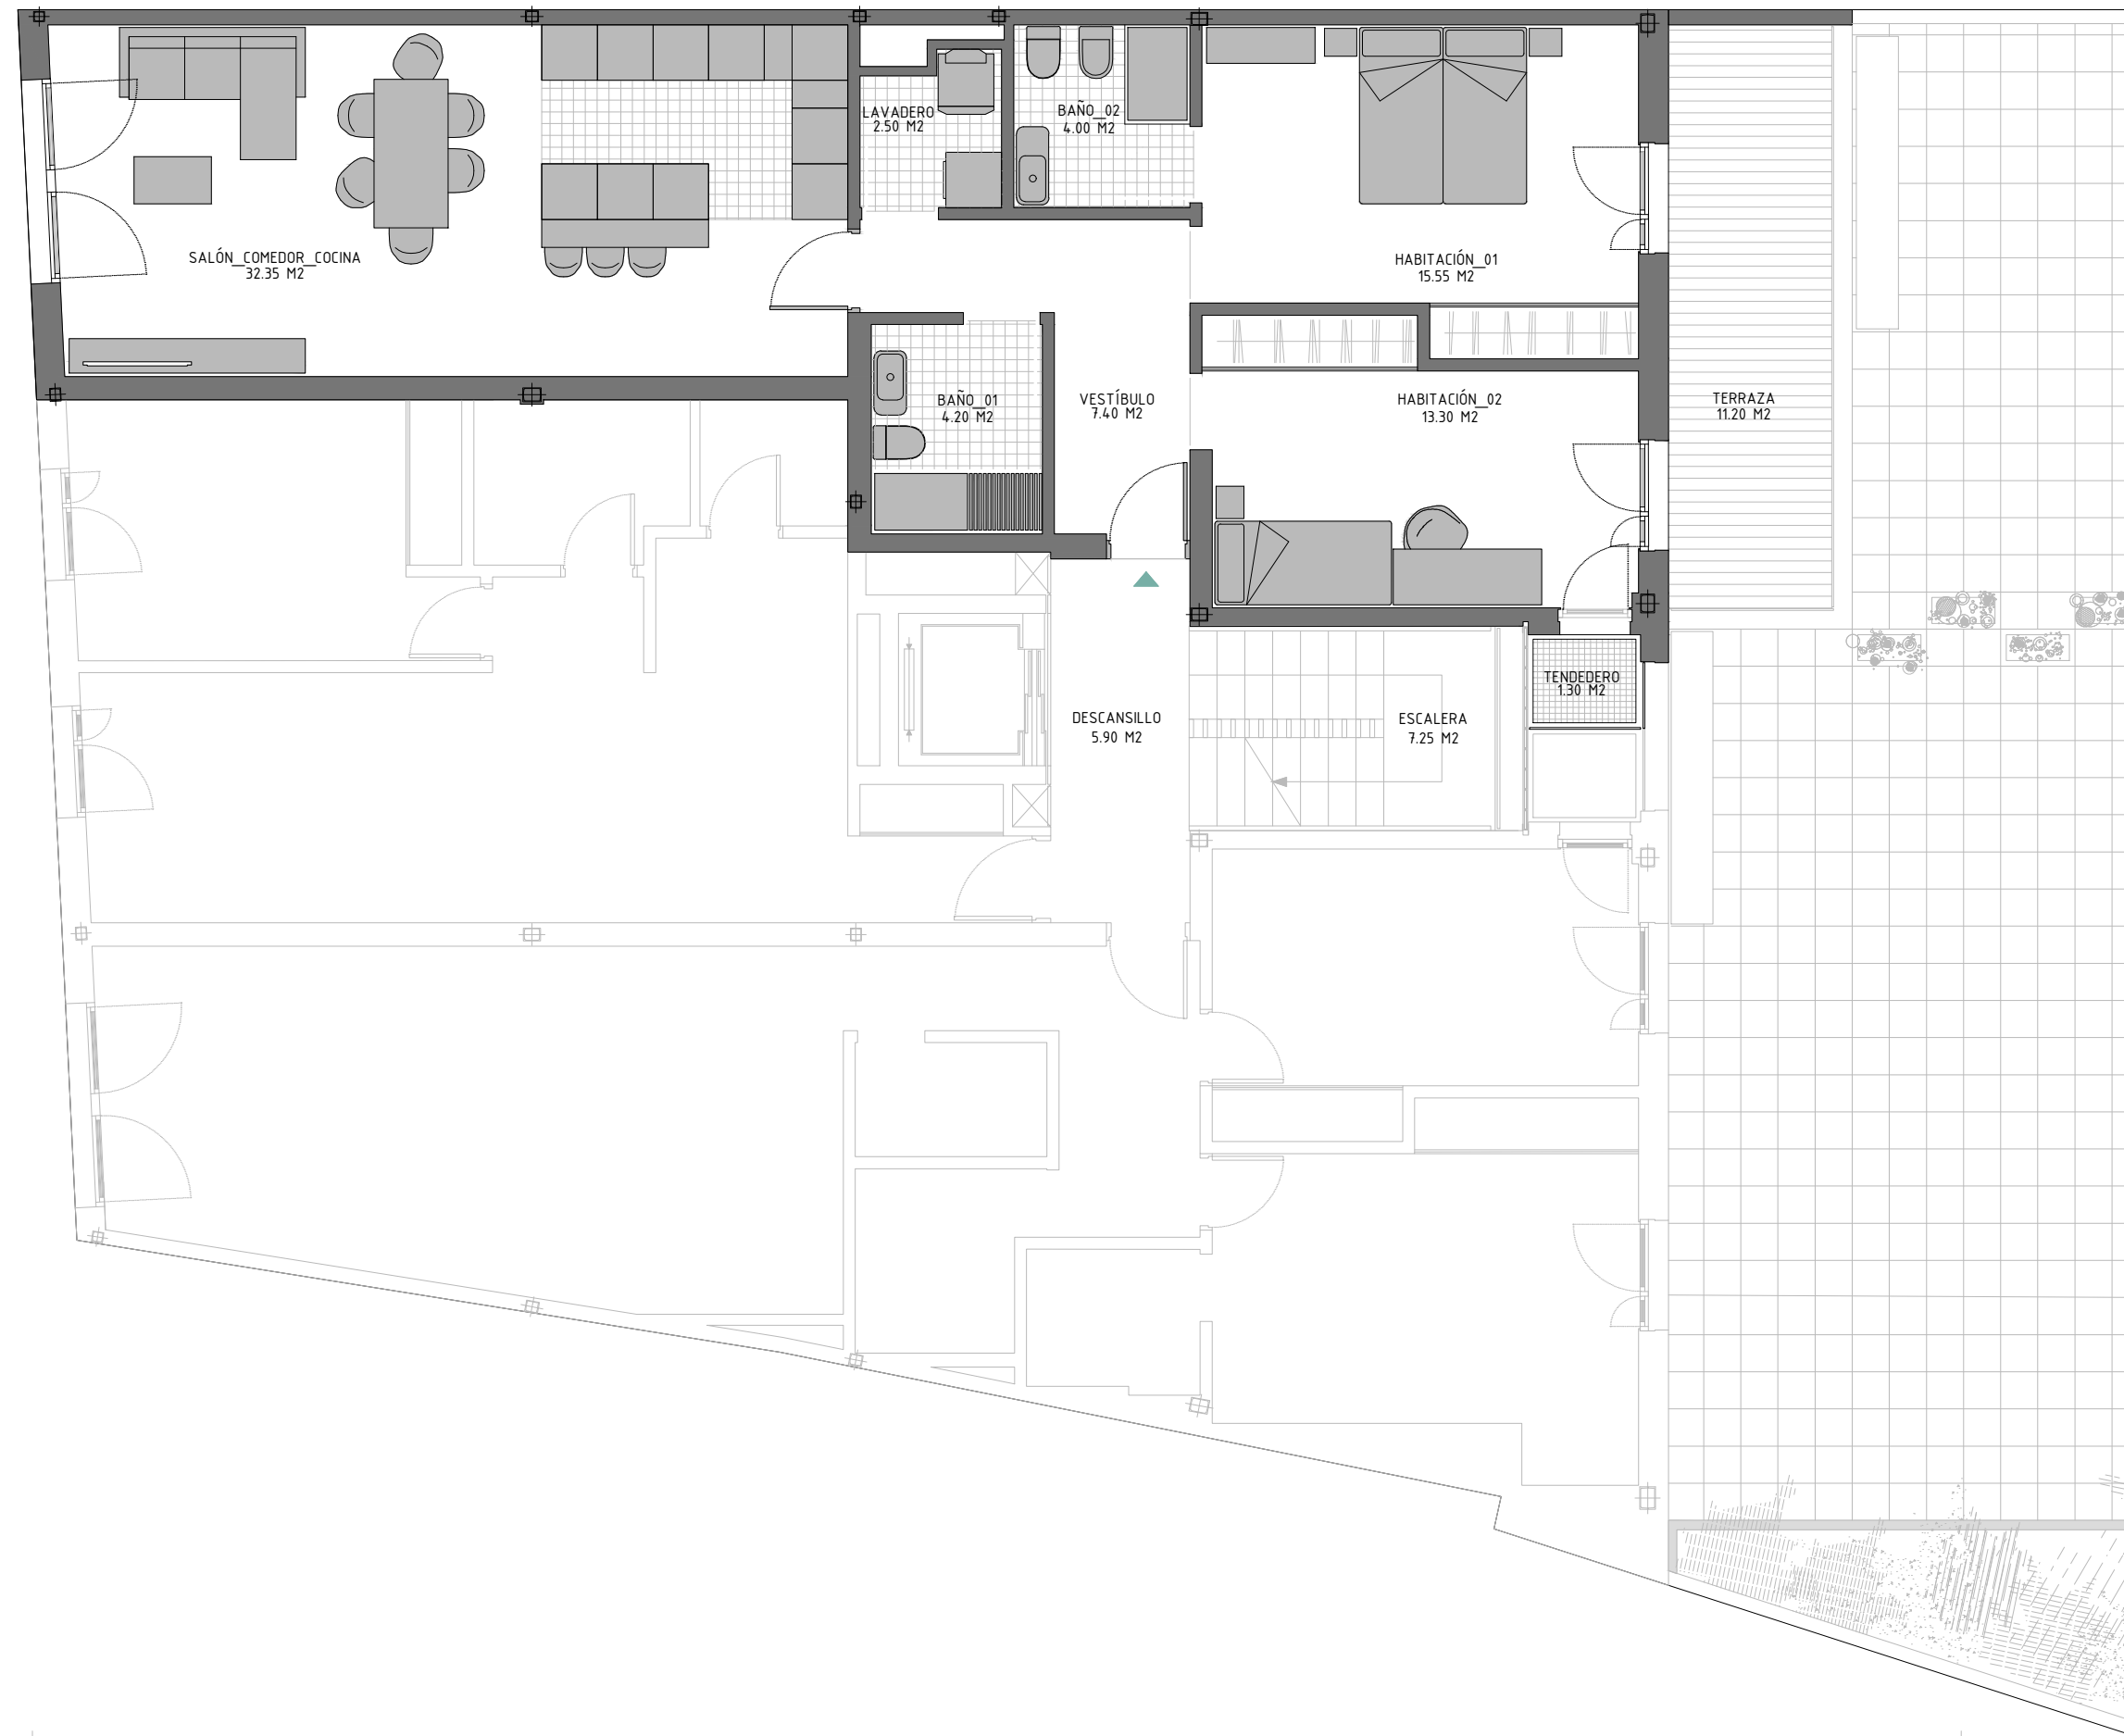 LAVADERO
2.50 M2
BAÑO_02
4.00 M2
SALÓN_COMEDOR_COCINA
32.35 M2
HABITACIÓN_01
15.55 M2
BAÑO_01
4.20 M2
VESTÍBULO
7.40 M2
HABITACIÓN_02
13.30 M2
TERRAZA
11.20 M2
TENDEDERO
1.30 M2
DESCANSILLO
5.90 M2
ESCALERA
7.25 M2